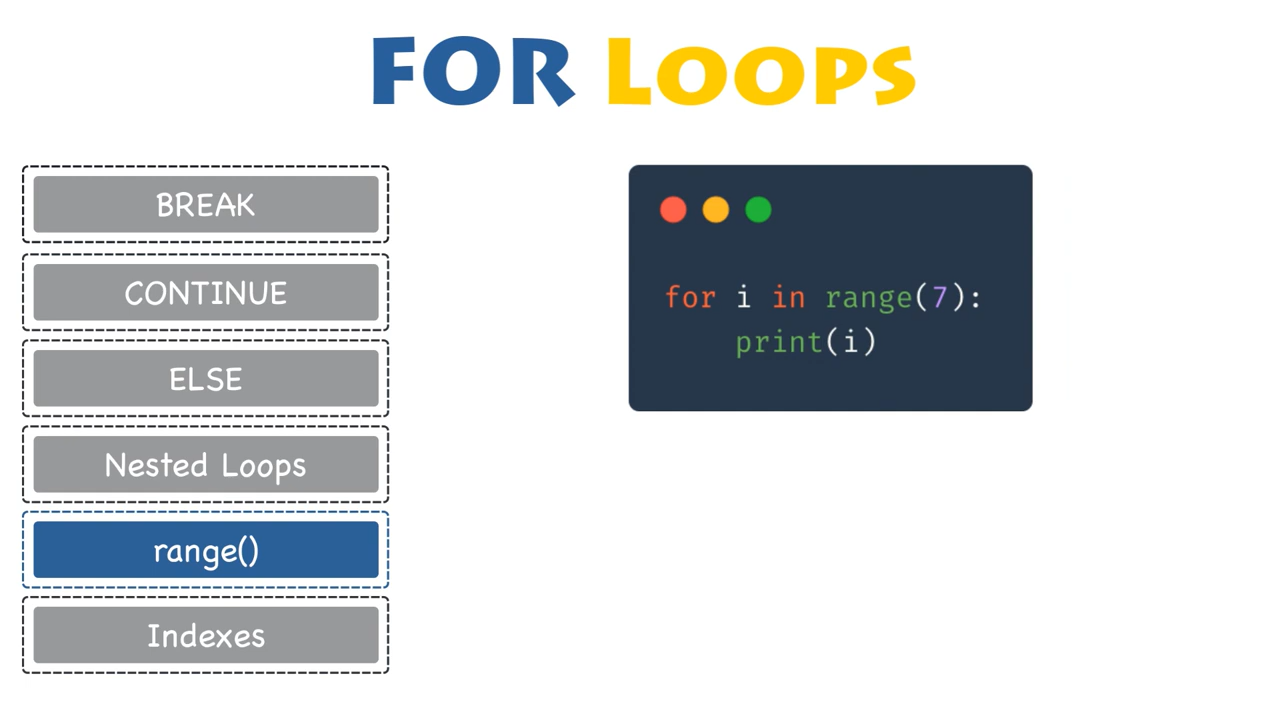 FOR LOOPS
BREAK
CONTINUE
ELSE
Nested Loops
range()
Indexes
for i in range(7):
    print(i)